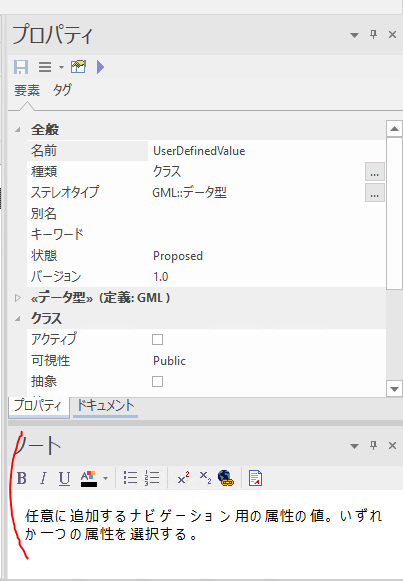 プロパティ
要素 タグ
全般
名前 UserDefinedValue
種類 クラス ...
ステレオタイプ GML::データ型 ...
別名
キーワード
状態 Proposed
バージョン 1.0
«データ型» (定義: GML )
クラス
アクティブ
可視性 Public
抽象
プロパティ ドキュメント
ノート
B I U A x² x₂
任意に追加するナビゲーション用の属性の値。いずれ
か一つの属性を選択する。